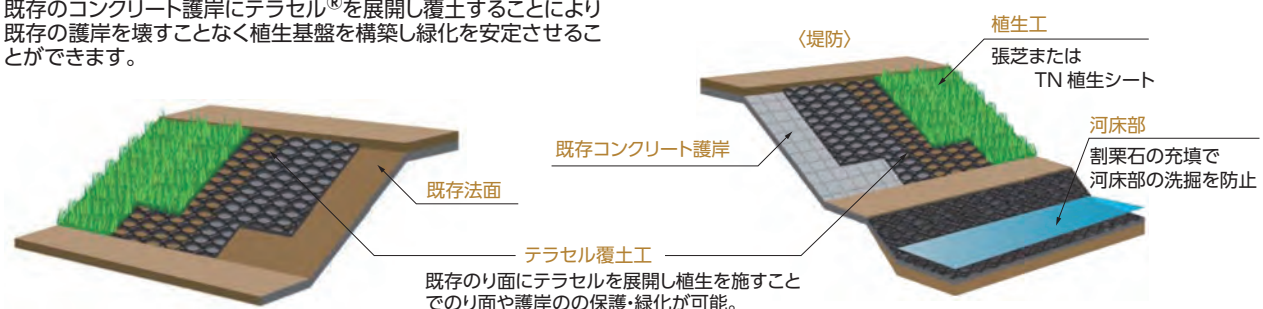 既存のコンクリート護岸にテラセル®を展開し覆土することにより
既存の護岸を壊すことなく植生基盤を構築し緑化を安定させるこ
とができます。
〈堤防〉
植生工
張芝または
TN 植生シート
既存コンクリート護岸
河床部
割栗石の充填で
河床部の洗掘を防止
既存法面
テラセル覆土工
既存のり面にテラセルを展開し植生を施すこと
でのり面や護岸のの保護・緑化が可能。